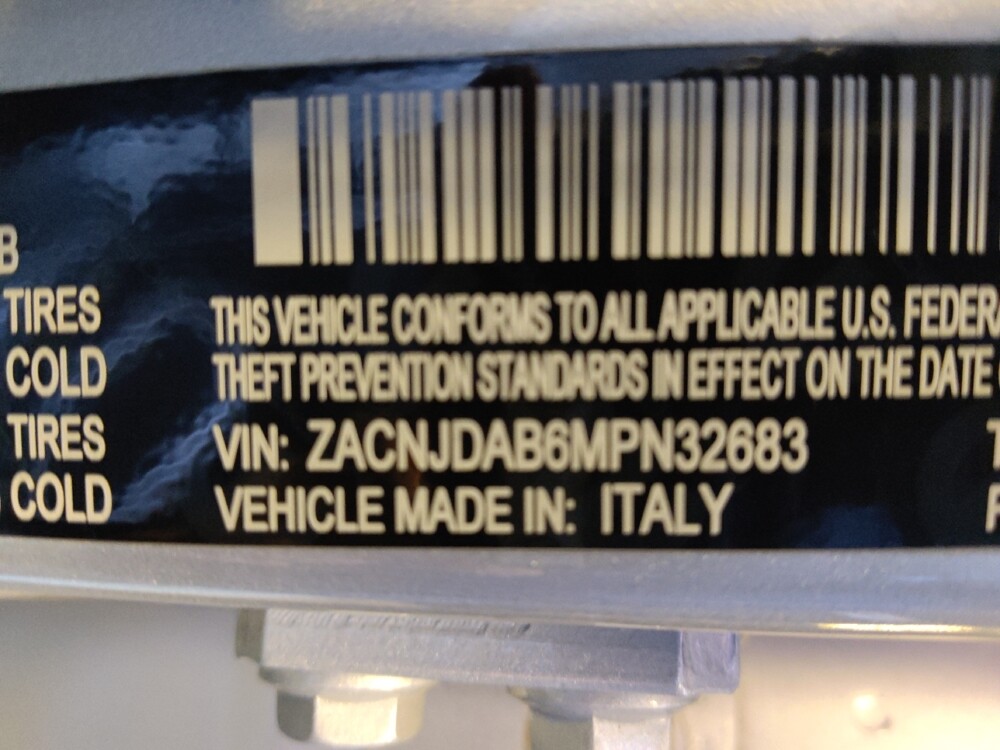 B
TIRES
COLD
TIRES
COLD
THIS VEHICLE CONFORMS TO ALL APPLICABLE U.S. FEDER
THEFT PREVENTION STANDARDS IN EFFECT ON THE DATE
VIN: ZACNJDAB6MPN32683
VEHICLE MADE IN: ITALY